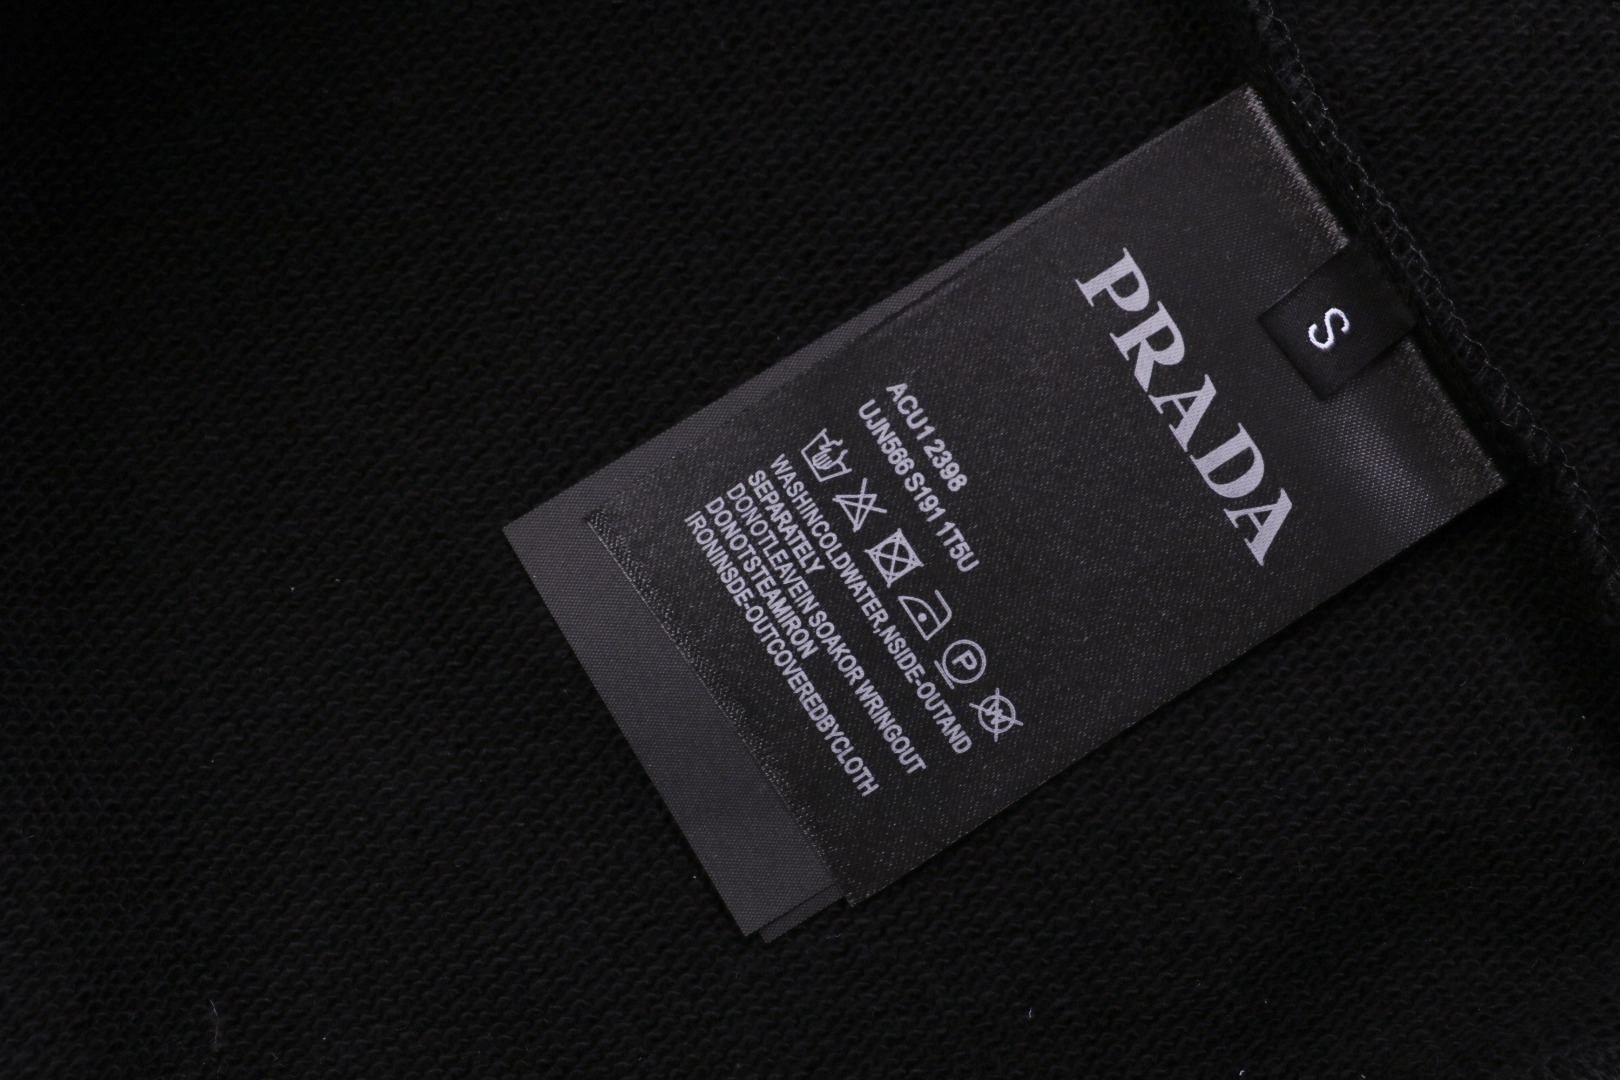 S
PRADA
ACU1 2398
UJN566 S191 1T5U
P
WASHINCOLDWATER,NSIDE-OUTAND
SEPARATELY
DONOTLEAVEIN SOAKOR WRINGOUT
DONOTSTEAMIRON
IRONINSDE-OUTCOVEREDBYCLOTH